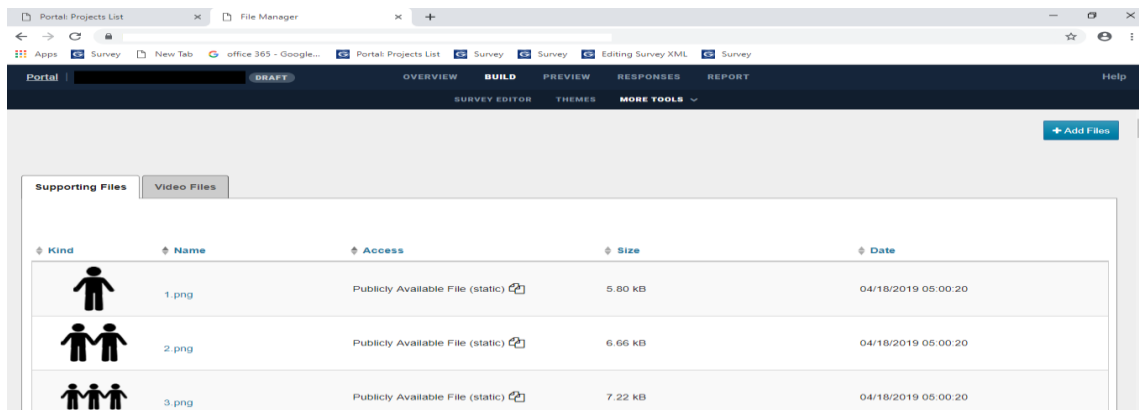 Portal: Projects List × File Manager × +
Apps G Survey New Tab G office 365 - Google... G Portal: Projects List G Survey G Survey G Editing Survey XML G Survey
Portal | DRAFT OVERVIEW BUILD PREVIEW RESPONSES REPORT Help
SURVEY EDITOR THEMES MORE TOOLS
+ Add Files
Supporting Files Video Files
Kind Name Access Size Date
1.png Publicly Available File (static) 5.80 kB 04/18/2019 05:00:20
2.png Publicly Available File (static) 6.66 kB 04/18/2019 05:00:20
3.png Publicly Available File (static) 7.22 kB 04/18/2019 05:00:20